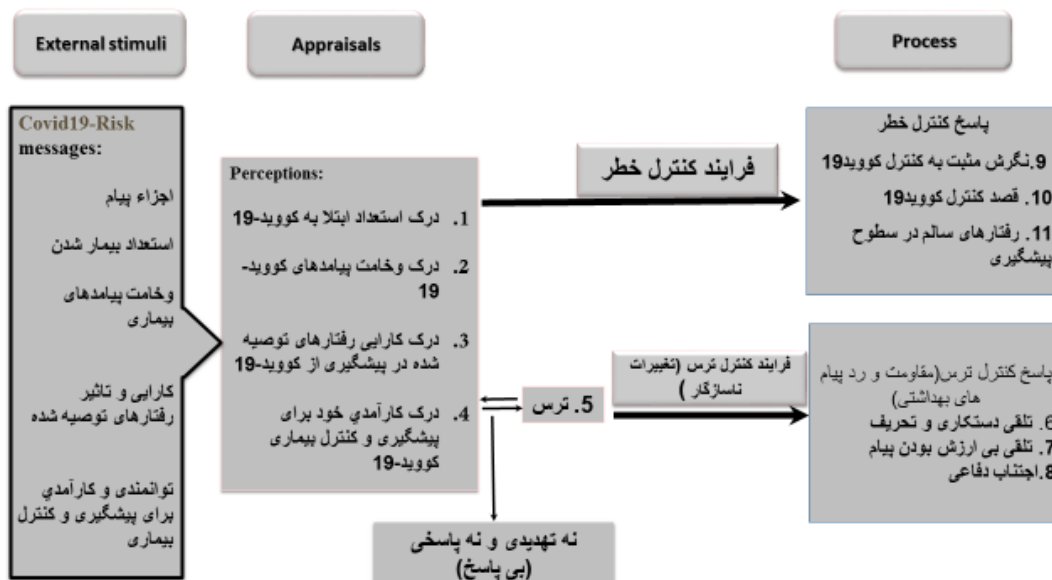 External stimuli
Appraisals
Process
Covid19-Risk
messages:
اجزاء پیام
استعداد بیمار شدن
وخامت پیامدهای
بیماری
کارایی و تاثیر
رفتارهای توصیه شده
توانمندی و کارآمدي
برای پیشگیری و کنترل
بیماری
Perceptions:
1. درک استعداد ابتلا به کووید-19
2. درک وخامت پیامدهای کووید-
19
3. درک کارایی رفتارهای توصیه
شده در پیشگیری از کووید-19
4. درک کارآمدي خود برای
پیشگیری و کنترل بیماری
کووید-19
فرایند کنترل خطر
5. ترس
فرایند کنترل ترس (تغییرات
ناسازگار )
نه تهدیدی و نه پاسخی
(بی پاسخ)
پاسخ کنترل خطر
9.نگرش مثبت به کنترل کووید19
10. قصد کنترل کووید19
11. رفتارهای سالم در سطوح
پیشگیری
پاسخ کنترل ترس(مقاومت و رد پیام
های بهداشتی)
6. تلقی دستکاری و تحریف
7. تلقی بی ارزش بودن پیام
8.اجتناب دفاعی